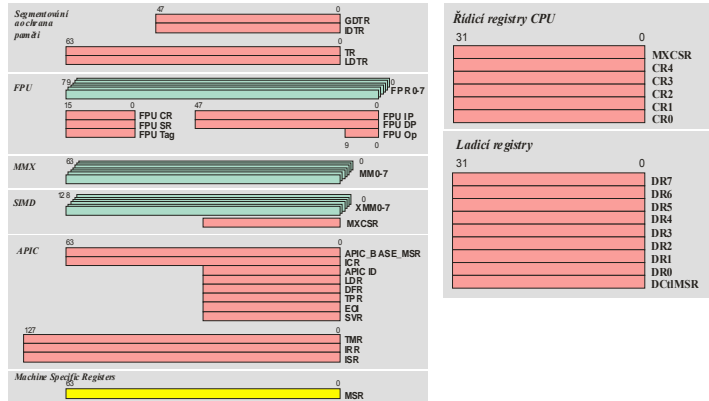 Segmentování
a ochrana
paměti
47 0
GDTR
IDTR
63 0
TR
LDTR
FPU
79 0
FPR0-7
15 0
FPU CR
FPU SR
FPU Tag
47 0
FPU IP
FPU DP
FPU Op
9 0
MMX
63 0
MM0-7
SIMD
128 0
XMM0-7
MXCSR
APIC
63 0
APIC_BASE_MSR
ICR
APIC ID
LDR
DFR
TPR
EOI
SVR
127 0
TMR
IRR
ISR
Machine Specific Registers
63 0
MSR
Řídicí registry CPU
31 0
MXCSR
CR4
CR3
CR2
CR1
CR0
Ladicí registry
31 0
DR7
DR6
DR5
DR4
DR3
DR2
DR1
DR0
DCtlMSR